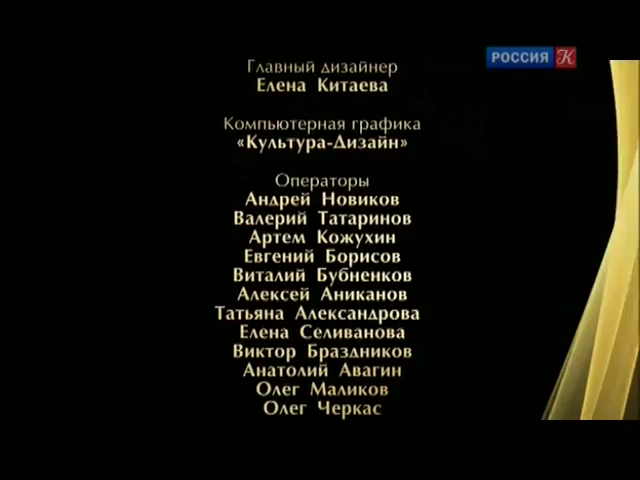 РОССИЯ К
Главный дизайнер
Елена Китаева
Компьютерная графика
«Культура-Дизайн»
Операторы
Андрей Новиков
Валерий Татаринов
Артем Кожухин
Евгений Борисов
Виталий Бубненков
Алексей Аниканов
Татьяна Александрова
Елена Селиванова
Виктор Браздников
Анатолий Авагин
Олег Маликов
Олег Черкас